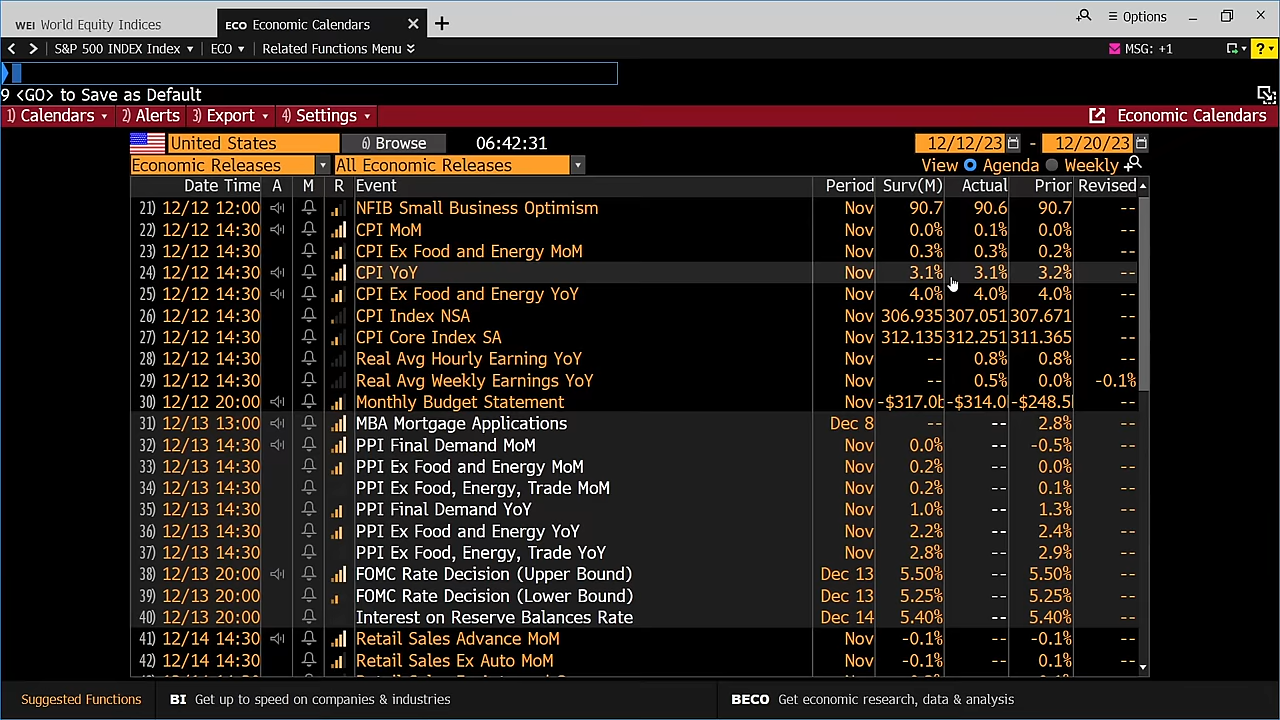 WEI World Equity Indices ECO Economic Calendars Options
S&P 500 INDEX Index ECO Related Functions Menu MSG: +1 ?
9 <GO> to Save as Default
1) Calendars 2) Alerts 3) Export 4) Settings Economic Calendars
United States 6) Browse 06:42:31 12/12/23 - 12/20/23
Economic Releases All Economic Releases View Agenda Weekly
Date Time A M R Event Period Surv(M) Actual Prior Revised
21) 12/12 12:00 NFIB Small Business Optimism Nov 90.7 90.6 90.7 --
22) 12/12 14:30 CPI MoM Nov 0.0% 0.1% 0.0% --
23) 12/12 14:30 CPI Ex Food and Energy MoM Nov 0.3% 0.3% 0.2% --
24) 12/12 14:30 CPI YoY Nov 3.1% 3.1% 3.2% --
25) 12/12 14:30 CPI Ex Food and Energy YoY Nov 4.0% 4.0% 4.0% --
26) 12/12 14:30 CPI Index NSA Nov 306.935 307.051 307.671 --
27) 12/12 14:30 CPI Core Index SA Nov 312.135 312.251 311.365 --
28) 12/12 14:30 Real Avg Hourly Earning YoY Nov -- 0.8% 0.8% --
29) 12/12 14:30 Real Avg Weekly Earnings YoY Nov -- 0.5% 0.0% -0.1%
30) 12/12 20:00 Monthly Budget Statement Nov -$317.0b -$314.0 -$248.5 --
31) 12/13 13:00 MBA Mortgage Applications Dec 8 -- -- 2.8% --
32) 12/13 14:30 PPI Final Demand MoM Nov 0.0% -- -0.5% --
33) 12/13 14:30 PPI Ex Food and Energy MoM Nov 0.2% -- 0.0% --
34) 12/13 14:30 PPI Ex Food, Energy, Trade MoM Nov 0.2% -- 0.1% --
35) 12/13 14:30 PPI Final Demand YoY Nov 1.0% -- 1.3% --
36) 12/13 14:30 PPI Ex Food and Energy YoY Nov 2.2% -- 2.4% --
37) 12/13 14:30 PPI Ex Food, Energy, Trade YoY Nov 2.8% -- 2.9% --
38) 12/13 20:00 FOMC Rate Decision (Upper Bound) Dec 13 5.50% -- 5.50% --
39) 12/13 20:00 FOMC Rate Decision (Lower Bound) Dec 13 5.25% -- 5.25% --
40) 12/13 20:00 Interest on Reserve Balances Rate Dec 14 5.40% -- 5.40% --
41) 12/14 14:30 Retail Sales Advance MoM Nov -0.1% -- -0.1% --
42) 12/14 14:30 Retail Sales Ex Auto MoM Nov -0.1% -- 0.1% --
Suggested Functions BI Get up to speed on companies & industries BECO Get economic research, data & analysis